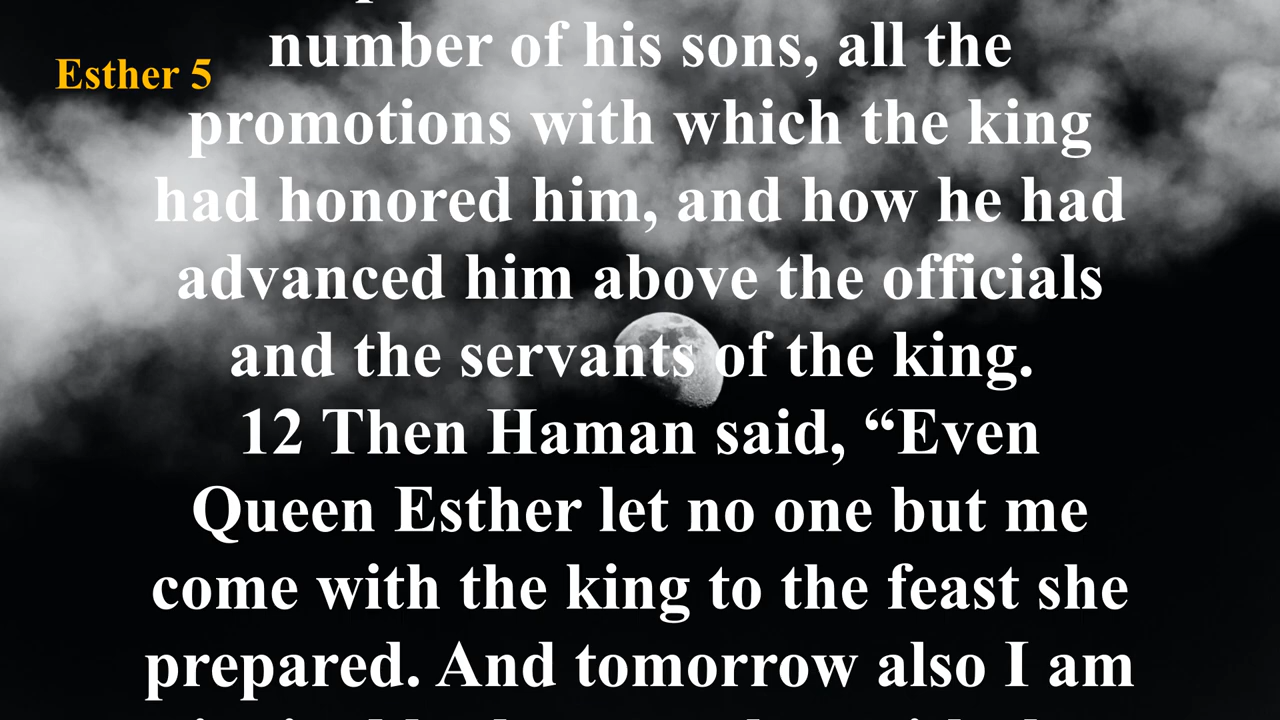 Esther 5
number of his sons, all the
promotions with which the king
had honored him, and how he had
advanced him above the officials
and the servants of the king.
12 Then Haman said, “Even
Queen Esther let no one but me
come with the king to the feast she
prepared. And tomorrow also I am